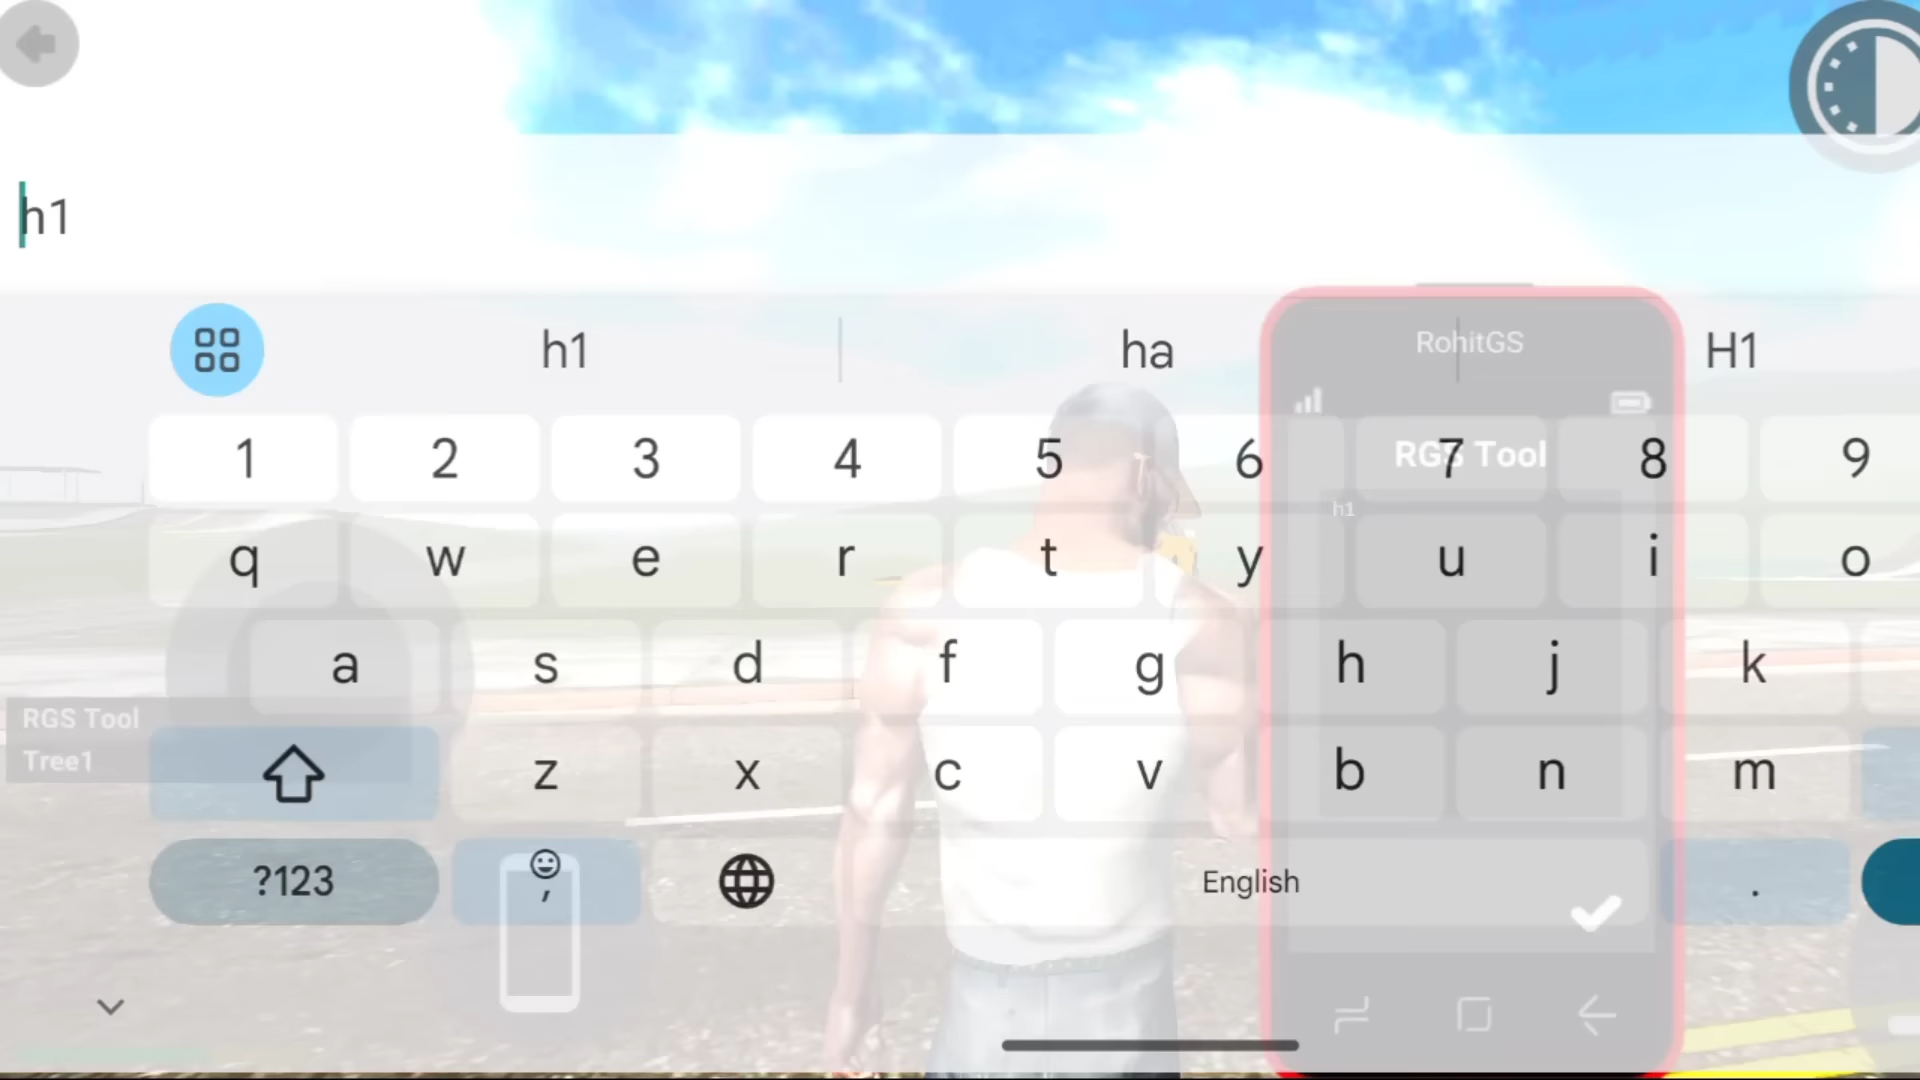 h1
h1 ha H1
RohitGS
1 2 3 4 5 6 7 8 9
RGS Tool
h1
q w e r t y u i o
a s d f g h j k
RGS Tool
Tree1
z x c v b n m
?123 , English .